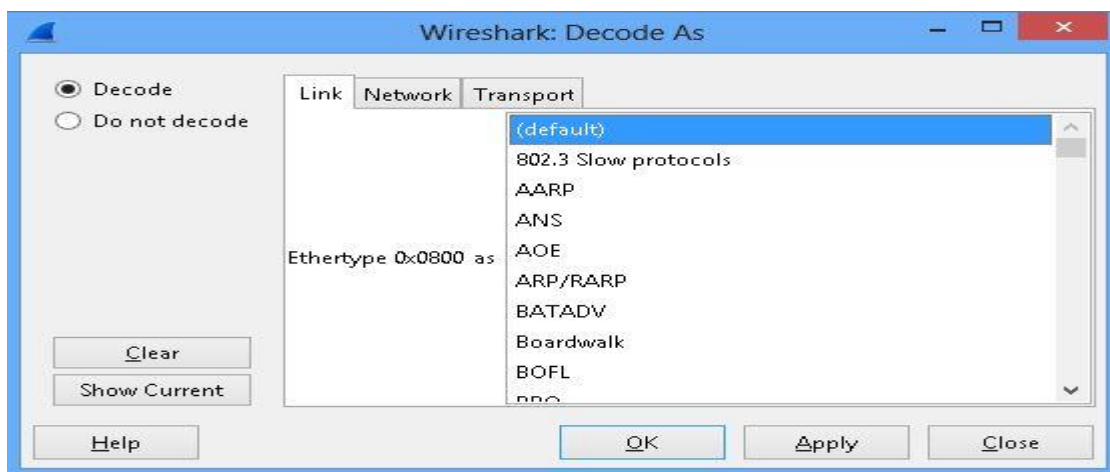 Wireshark: Decode As
Decode
Do not decode
Link Network Transport
(default)
802.3 Slow protocols
AARP
ANS
Ethertype 0x0800 as
AOE
ARP/RARP
BATADV
Boardwalk
BOFL
Clear
Show Current
Help OK Apply Close